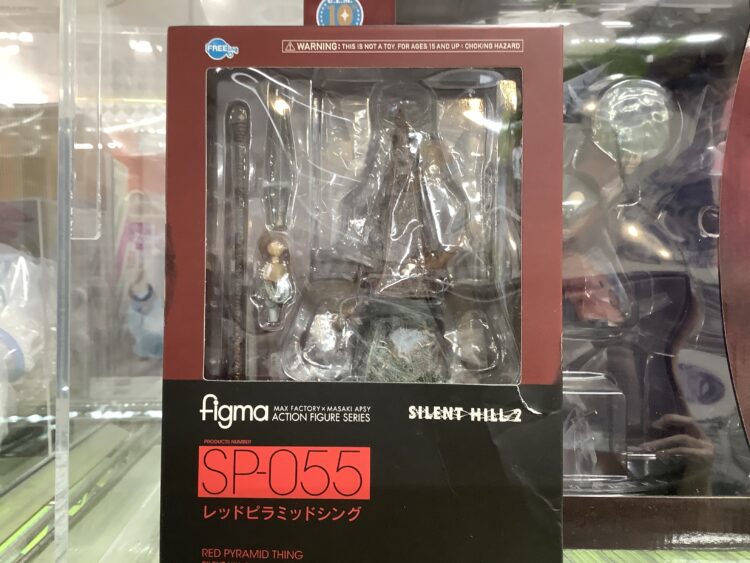 FREEing
⚠WARNING: THIS IS NOT A TOY. FOR AGES 15 AND UP : CHOKING HAZARD
figma
MAX FACTORY×MASAKI APSY
ACTION FIGURE SERIES
SILENT HILL 2
PRODUCTS NUMBER
SP-055
レッドピラミッドシング
RED PYRAMID THING